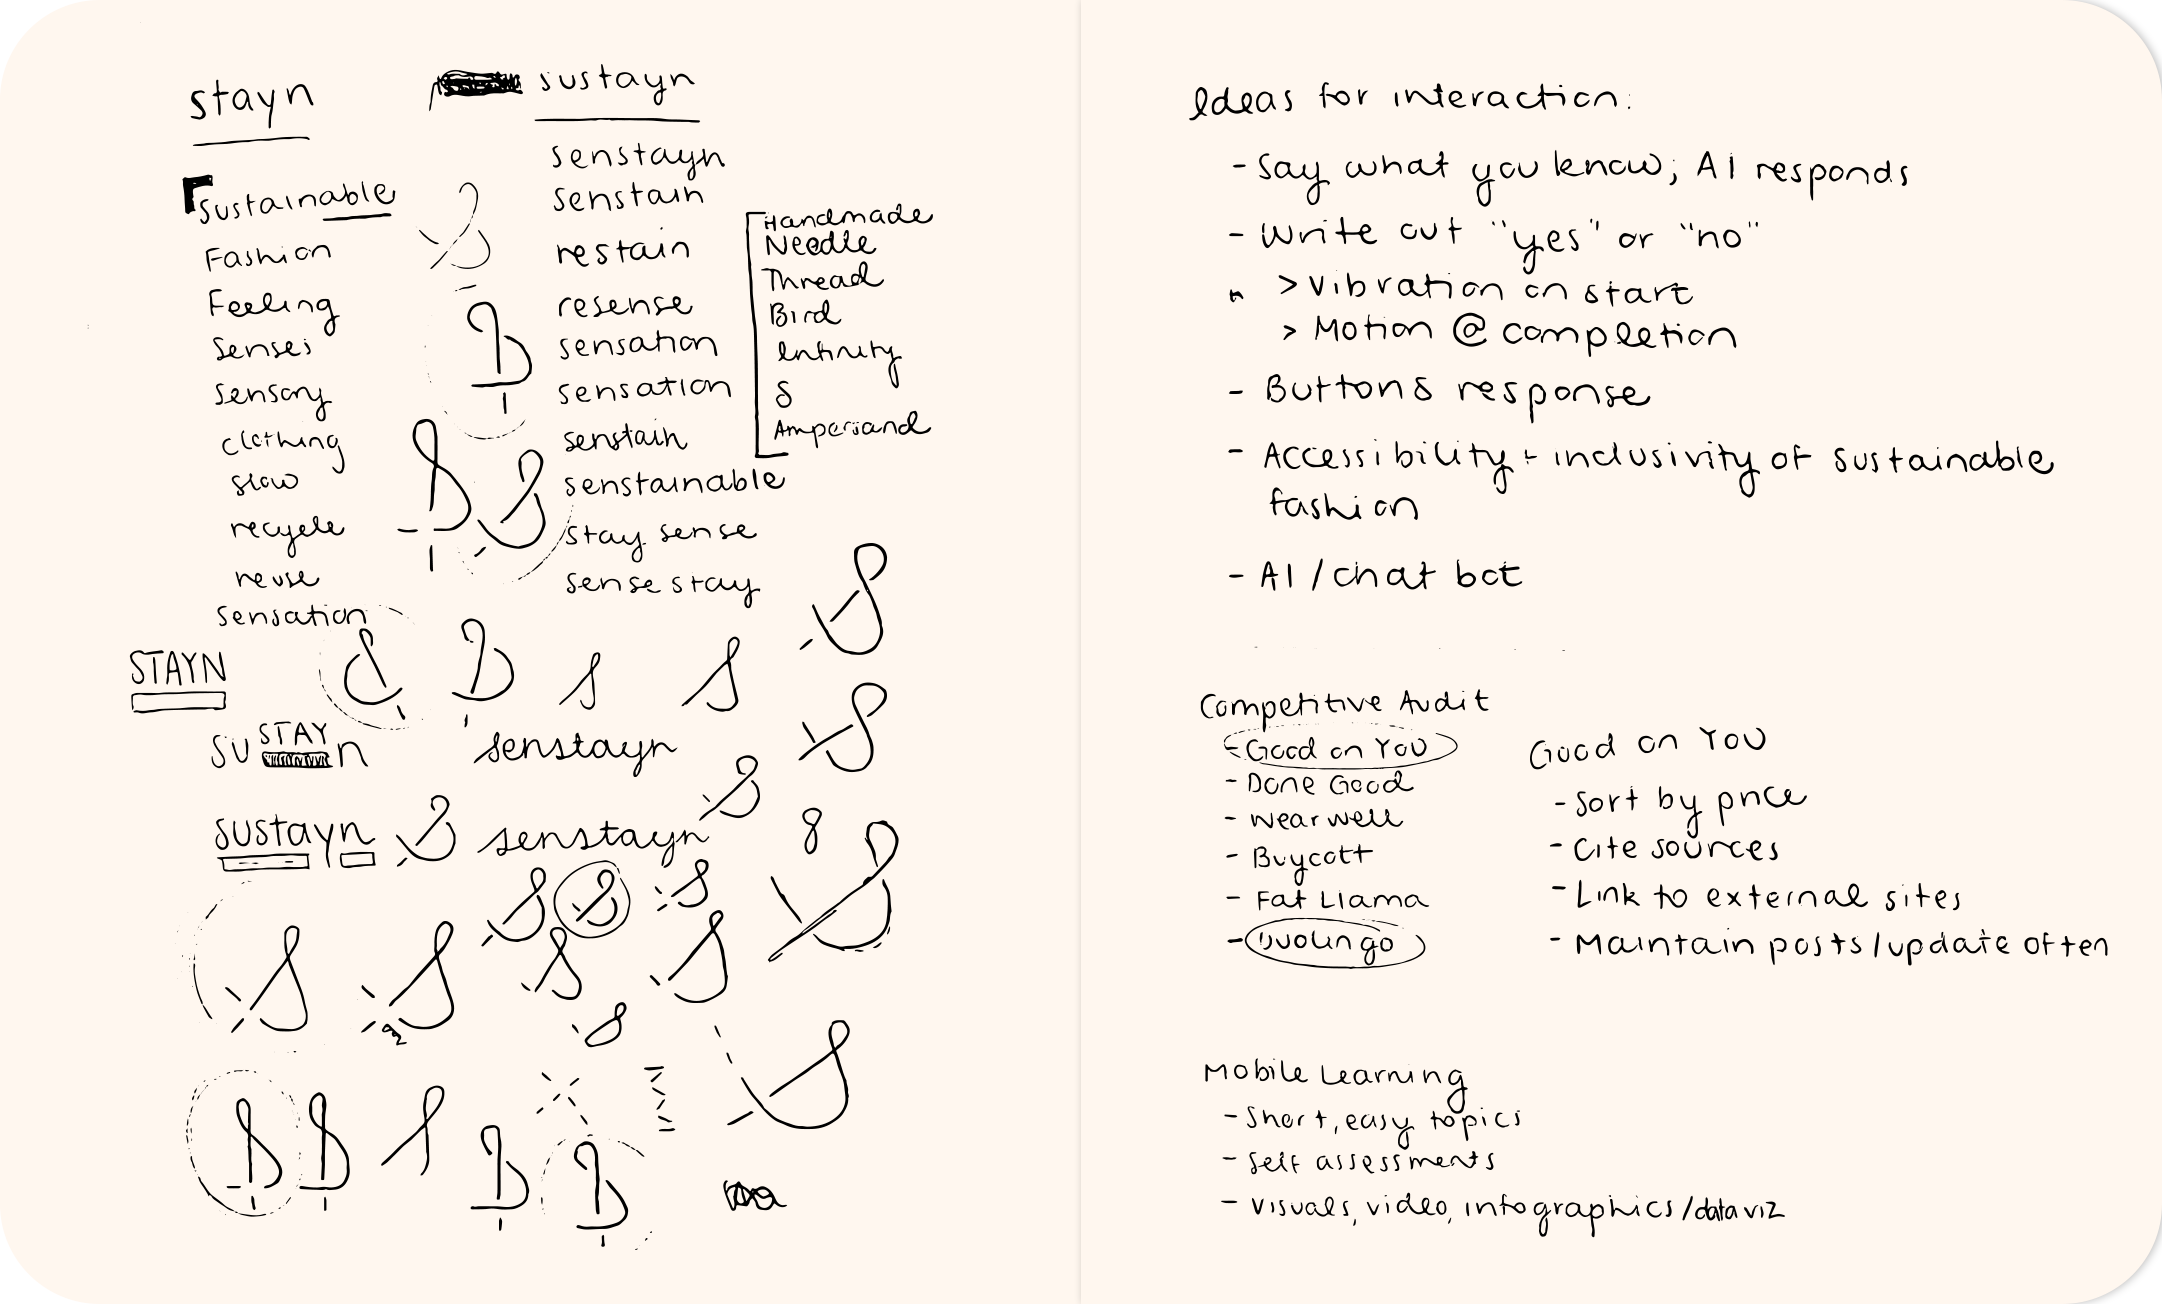 stayn
sustayn
Sustainable
Fashion
Feeling
Senses
Sensory
clothing
slow
recycle
reuse
Sensation
senstayn
senstain
restain
resense
sensation
sensation
senstain
senstainable
stay sense
sense stay
Handmade
Needle
Thread
Bird
Infinity
S
Ampersand
STAYN
SU STAY n
senstayn
sustayn
senstayn
8
Ideas for interaction:
- Say what you know; AI responds
- Write out "yes" or "no"
> Vibration on start
> Motion @ completion
- Buttons response
- Accessibility + inclusivity of sustainable
fashion
- AI / chat bot
Competitive Audit
- Good on You
- Done Good
- Wear well
- Buycott
- Fat Llama
- Duolingo
Good on You
- Sort by price
- Cite sources
- Link to external sites
- Maintain posts/update often
Mobile Learning
- Short, easy topics
- Self assessments
- Visuals, video, infographics/data viz